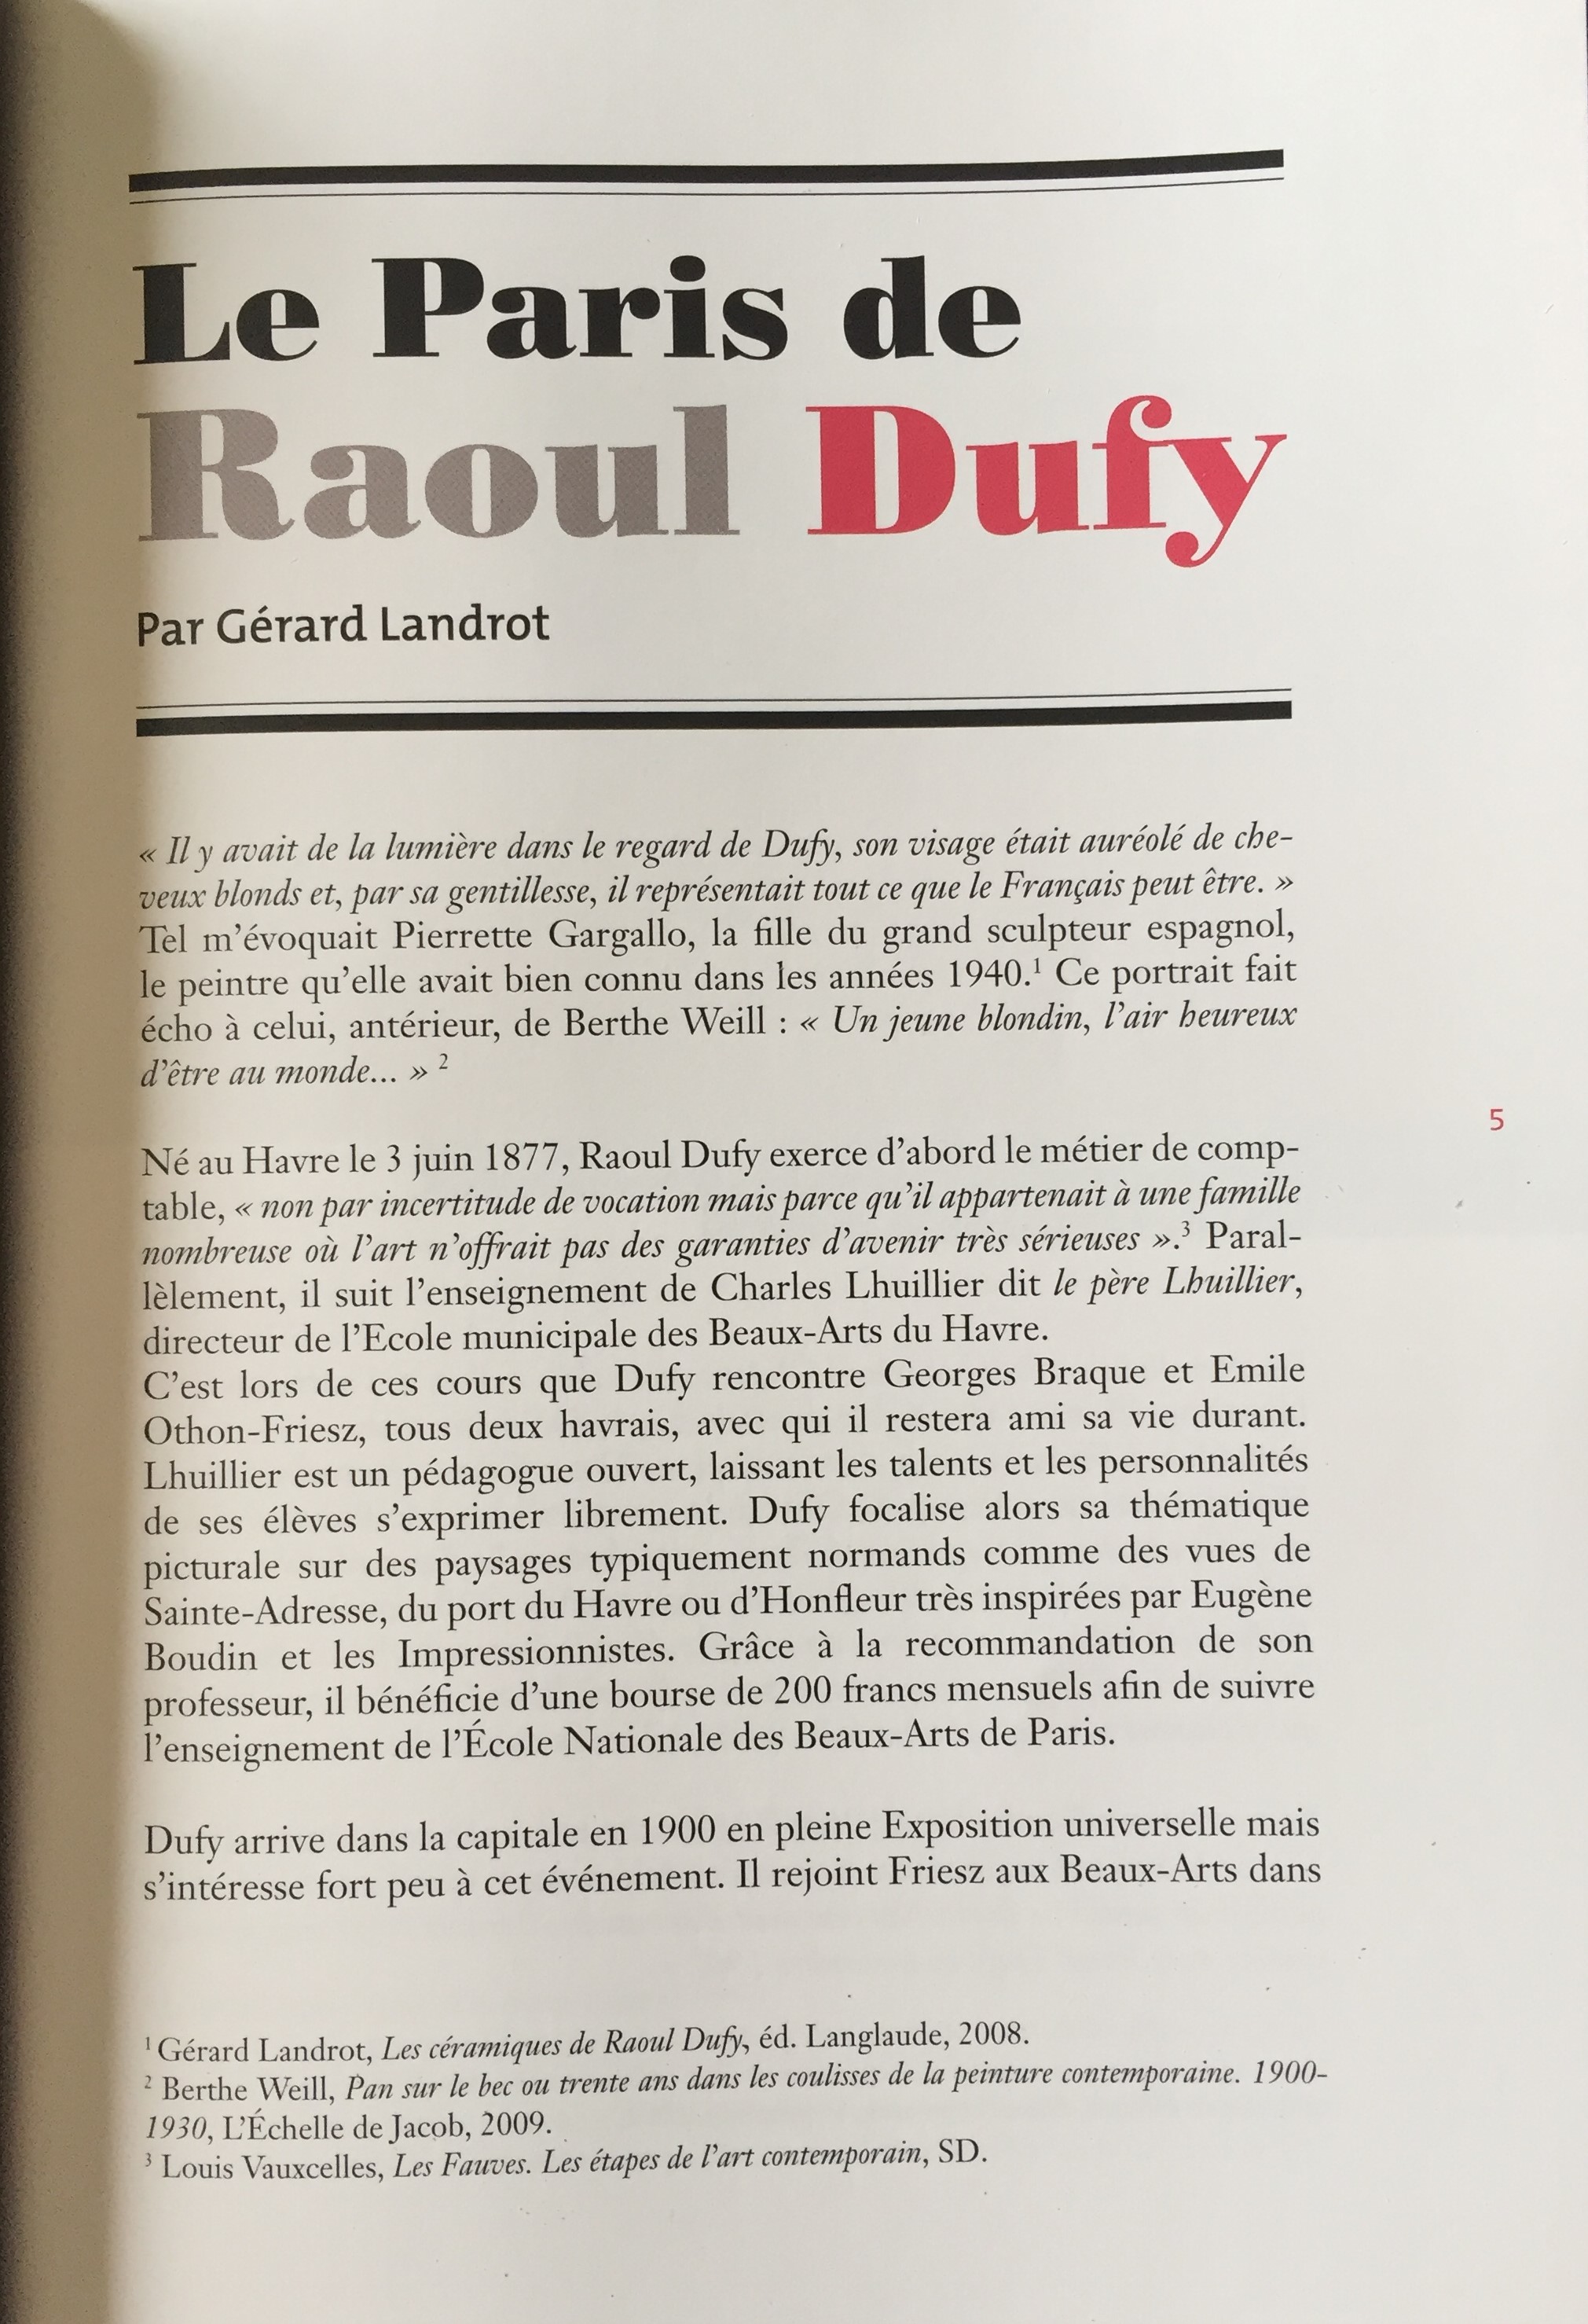 Le Paris de
Raoul Dufy
Par Gérard Landrot
« Il y avait de la lumière dans le regard de Dufy, son visage était auréolé de che-
veux blonds et, par sa gentillesse, il représentait tout ce que le Français peut être. »
Tel m’évoquait Pierrette Gargallo, la fille du grand sculpteur espagnol,
le peintre qu’elle avait bien connu dans les années 1940.¹ Ce portrait fait
écho à celui, antérieur, de Berthe Weill : « Un jeune blondin, l’air heureux
d’être au monde... » ²
Né au Havre le 3 juin 1877, Raoul Dufy exerce d’abord le métier de comp-
table, « non par incertitude de vocation mais parce qu’il appartenait à une famille
nombreuse où l’art n’offrait pas des garanties d’avenir très sérieuses ».³ Paral-
lèlement, il suit l’enseignement de Charles Lhuillier dit le père Lhuillier,
directeur de l’Ecole municipale des Beaux-Arts du Havre.
C’est lors de ces cours que Dufy rencontre Georges Braque et Emile
Othon-Friesz, tous deux havrais, avec qui il restera ami sa vie durant.
Lhuillier est un pédagogue ouvert, laissant les talents et les personnalités
de ses élèves s’exprimer librement. Dufy focalise alors sa thématique
picturale sur des paysages typiquement normands comme des vues de
Sainte-Adresse, du port du Havre ou d’Honfleur très inspirées par Eugène
Boudin et les Impressionnistes. Grâce à la recommandation de son
professeur, il bénéficie d’une bourse de 200 francs mensuels afin de suivre
l’enseignement de l’École Nationale des Beaux-Arts de Paris.
Dufy arrive dans la capitale en 1900 en pleine Exposition universelle mais
s’intéresse fort peu à cet événement. Il rejoint Friesz aux Beaux-Arts dans
¹ Gérard Landrot, Les céramiques de Raoul Dufy, éd. Langlaude, 2008.
² Berthe Weill, Pan sur le bec ou trente ans dans les coulisses de la peinture contemporaine. 1900-
1930, L’Échelle de Jacob, 2009.
³ Louis Vauxcelles, Les Fauves. Les étapes de l’art contemporain, SD.
5